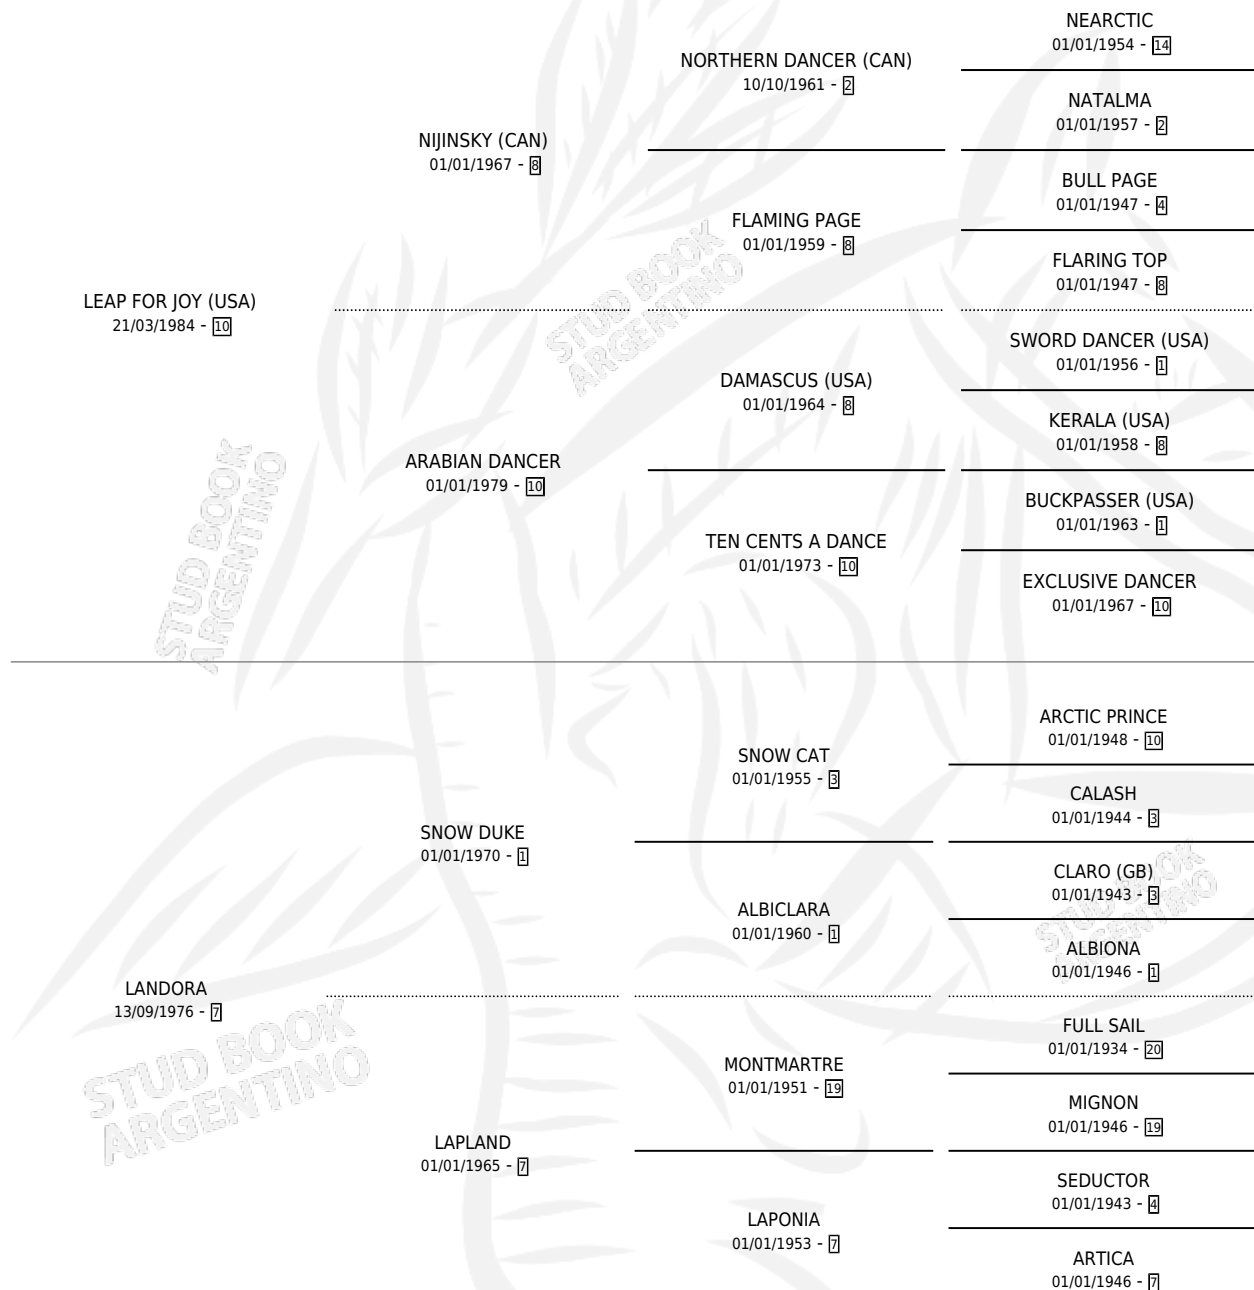 NEARCTIC
01/01/1954 - 14
NORTHERN DANCER (CAN)
10/10/1961 - 2
NATALMA
01/01/1957 - 2
NIJINSKY (CAN)
01/01/1967 - 8
BULL PAGE
01/01/1947 - 4
FLAMING PAGE
01/01/1959 - 8
FLARING TOP
01/01/1947 - 8
LEAP FOR JOY (USA)
21/03/1984 - 10
STUD BOOK
ARGENTINO
SWORD DANCER (USA)
01/01/1956 - 1
DAMASCUS (USA)
01/01/1964 - 8
KERALA (USA)
01/01/1958 - 8
ARABIAN DANCER
01/01/1979 - 10
BUCKPASSER (USA)
01/01/1963 - 1
TEN CENTS A DANCE
01/01/1973 - 10
EXCLUSIVE DANCER
01/01/1967 - 10
STUD BOOK
ARGENTINO
ARCTIC PRINCE
01/01/1948 - 10
SNOW CAT
01/01/1955 - 3
CALASH
01/01/1944 - 3
SNOW DUKE
01/01/1970 - 1
CLARO (GB)
01/01/1943 - 3
ALBICLARA
01/01/1960 - 1
STUD BOOK
ARGENTINO
ALBIONA
01/01/1946 - 1
LANDORA
13/09/1976 - 7
STUD BOOK
ARGENTINO
FULL SAIL
01/01/1934 - 20
MONTMARTRE
01/01/1951 - 19
MIGNON
01/01/1946 - 19
LAPLAND
01/01/1965 - 7
SEDUCTOR
01/01/1943 - 4
LAPONIA
01/01/1953 - 7
ARTICA
01/01/1946 - 7